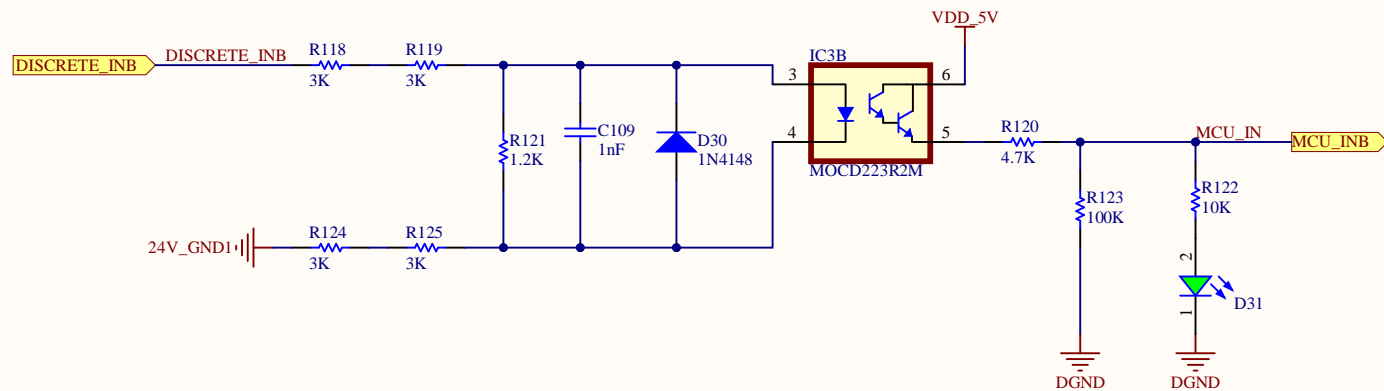 VDD_5V
DISCRETE_INB
DISCRETE_INB
R118
3K
R119
3K
IC3B
3
6
4
5
MOCD223R2M
R121
1.2K
C109
1nF
D30
1N4148
R120
4.7K
MCU_IN
MCU_INB
R123
100K
R122
10K
24V_GND1
R124
3K
R125
3K
2
D31
1
DGND
DGND